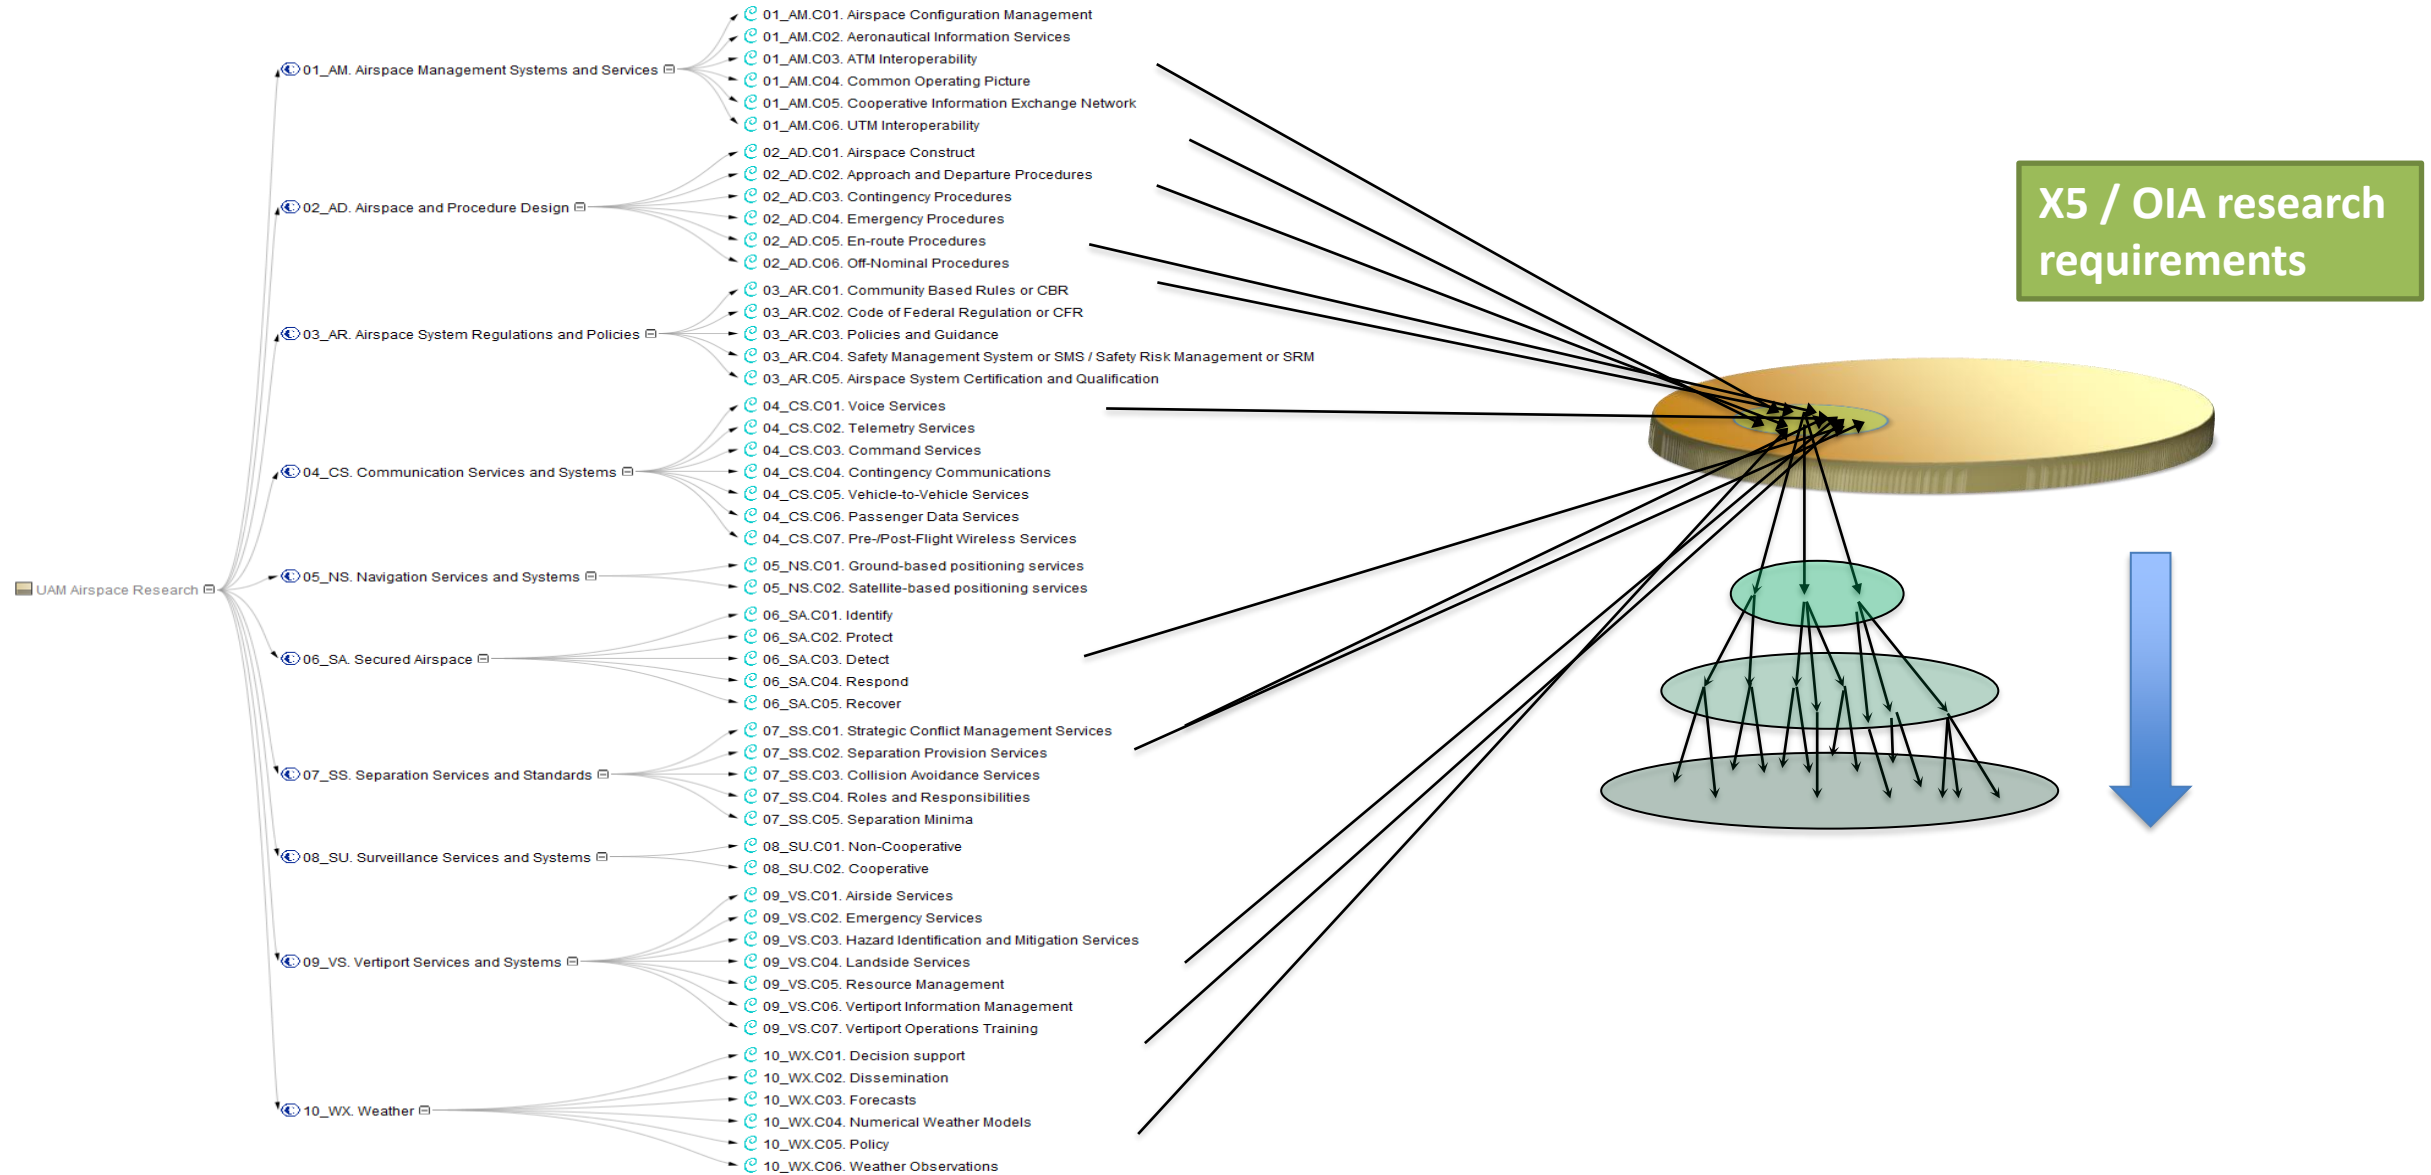 UAM Airspace Research
01_AM. Airspace Management Systems and Services
01_AM.C01. Airspace Configuration Management
01_AM.C02. Aeronautical Information Services
01_AM.C03. ATM Interoperability
01_AM.C04. Common Operating Picture
01_AM.C05. Cooperative Information Exchange Network
01_AM.C06. UTM Interoperability
02_AD. Airspace and Procedure Design
02_AD.C01. Airspace Construct
02_AD.C02. Approach and Departure Procedures
02_AD.C03. Contingency Procedures
02_AD.C04. Emergency Procedures
02_AD.C05. En-route Procedures
02_AD.C06. Off-Nominal Procedures
03_AR. Airspace System Regulations and Policies
03_AR.C01. Community Based Rules or CBR
03_AR.C02. Code of Federal Regulation or CFR
03_AR.C03. Policies and Guidance
03_AR.C04. Safety Management System or SMS / Safety Risk Management or SRM
03_AR.C05. Airspace System Certification and Qualification
04_CS. Communication Services and Systems
04_CS.C01. Voice Services
04_CS.C02. Telemetry Services
04_CS.C03. Command Services
04_CS.C04. Contingency Communications
04_CS.C05. Vehicle-to-Vehicle Services
04_CS.C06. Passenger Data Services
04_CS.C07. Pre-/Post-Flight Wireless Services
05_NS. Navigation Services and Systems
05_NS.C01. Ground-based positioning services
05_NS.C02. Satellite-based positioning services
06_SA. Secured Airspace
06_SA.C01. Identify
06_SA.C02. Protect
06_SA.C03. Detect
06_SA.C04. Respond
06_SA.C05. Recover
07_SS. Separation Services and Standards
07_SS.C01. Strategic Conflict Management Services
07_SS.C02. Separation Provision Services
07_SS.C03. Collision Avoidance Services
07_SS.C04. Roles and Responsibilities
07_SS.C05. Separation Minima
08_SU. Surveillance Services and Systems
08_SU.C01. Non-Cooperative
08_SU.C02. Cooperative
09_VS. Vertiport Services and Systems
09_VS.C01. Airside Services
09_VS.C02. Emergency Services
09_VS.C03. Hazard Identification and Mitigation Services
09_VS.C04. Landside Services
09_VS.C05. Resource Management
09_VS.C06. Vertiport Information Management
09_VS.C07. Vertiport Operations Training
10_WX. Weather
10_WX.C01. Decision support
10_WX.C02. Dissemination
10_WX.C03. Forecasts
10_WX.C04. Numerical Weather Models
10_WX.C05. Policy
10_WX.C06. Weather Observations
X5 / OIA research
requirements